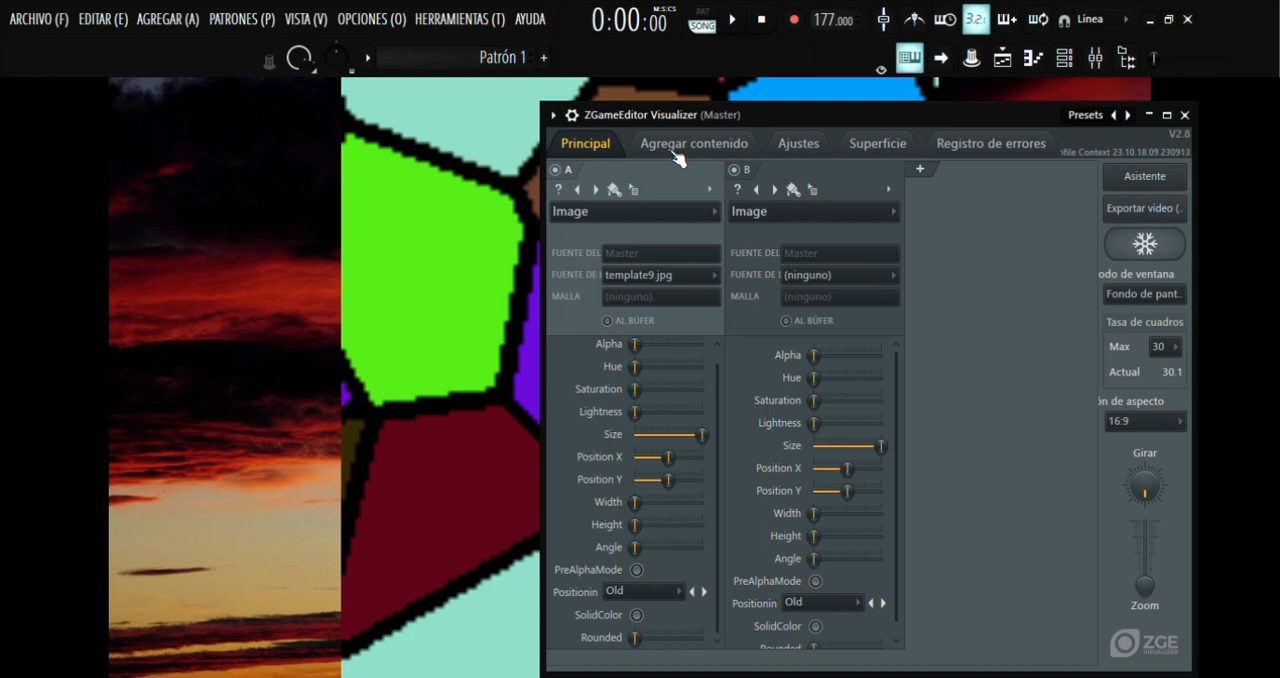 ARCHIVO (F) EDITAR (E) AGREGAR (A) PATRONES (P) VISTA (V) OPCIONES (O) HERRAMIENTAS (T) AYUDA
0:00:00 M:S:CS PAT SONG 177.000 3.2 Línea
Patrón 1 +
ZGameEditor Visualizer (Master) Presets
Principal Agregar contenido Ajustes Superficie Registro de errores V2.8
file Context 23.10.18.09.230913
A B +
? ?
Image Image
FUENTE DEL Master FUENTE DEL Master
FUENTE DE template9.jpg FUENTE DE (ninguno)
MALLA (ninguno) MALLA (ninguno)
AL BÚFER AL BÚFER
Alpha
Hue
Saturation
Lightness
Size
Position X
Position Y
Width
Height
Angle
PreAlphaMode
Positionin Old
SolidColor
Rounded
Alpha
Hue
Saturation
Lightness
Size
Position X
Position Y
Width
Height
Angle
PreAlphaMode
Positionin Old
SolidColor
Rounded
Asistente
Exportar vídeo (..
odo de ventana
Fondo de pant..
Tasa de cuadros
Max 30
Actual 30.1
ón de aspecto
16:9
Girar
Zoom
ZGE
VISUALIZER